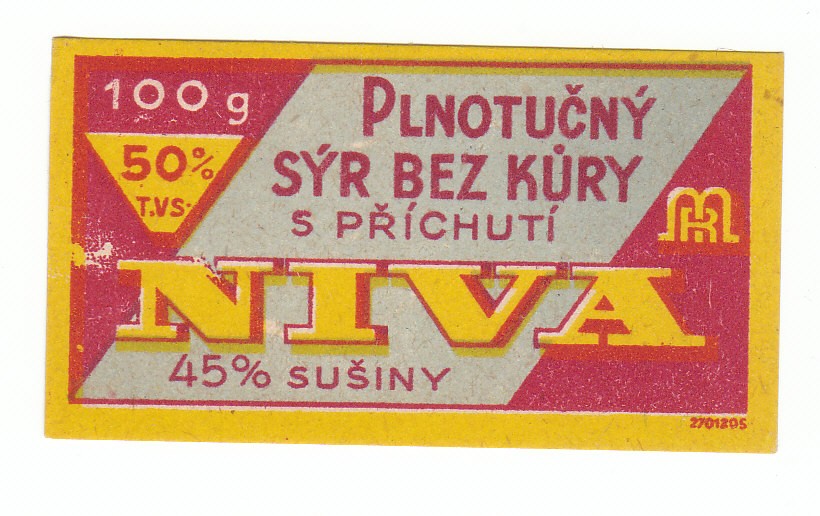 100 g
50%
T.VS.
PLNOTUČNÝ
SÝR BEZ KŮRY
S PŘÍCHUTÍ
NIVA
45% SUŠINY
2701205